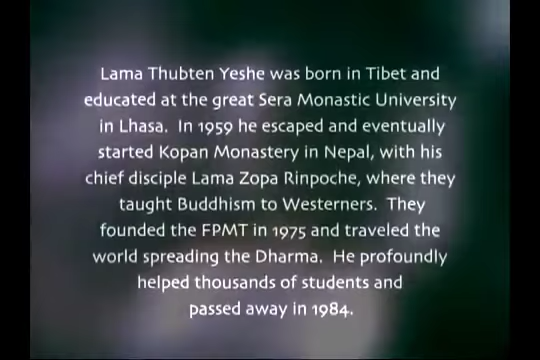 Lama Thubten Yeshe was born in Tibet and
educated at the great Sera Monastic University
in Lhasa. In 1959 he escaped and eventually
started Kopan Monastery in Nepal, with his
chief disciple Lama Zopa Rinpoche, where they
taught Buddhism to Westerners. They
founded the FPMT in 1975 and traveled the
world spreading the Dharma. He profoundly
helped thousands of students and
passed away in 1984.